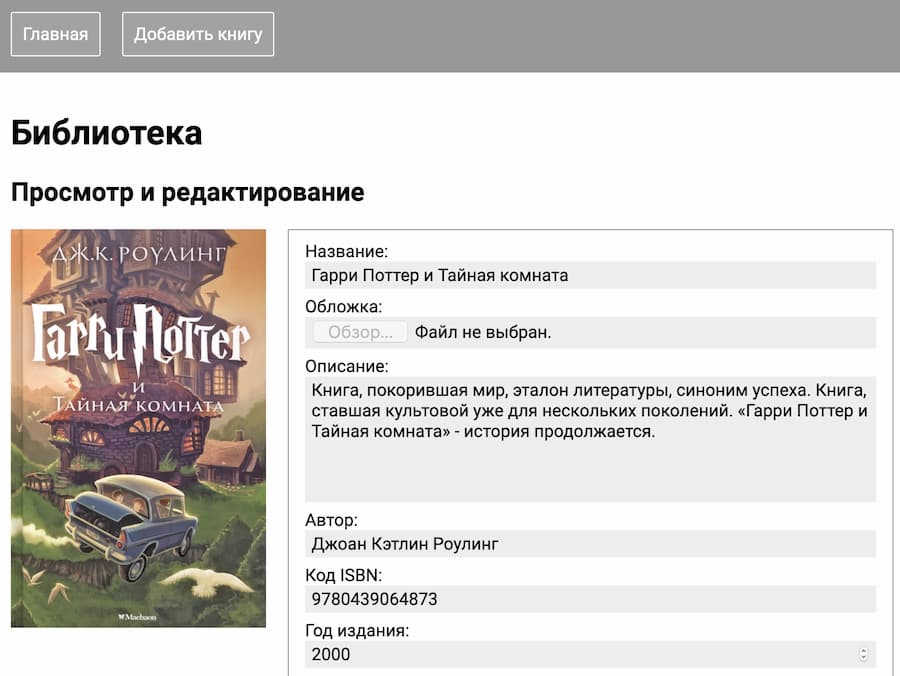 Главная
Добавить книгу
Библиотека
Просмотр и редактирование
ДЖ.К. РОУЛИНГ
Гарри Поттер
и
Тайная комната
Machaon
Название:
Гарри Поттер и Тайная комната
Обложка:
Обзор... Файл не выбран.
Описание:
Книга, покорившая мир, эталон литературы, синоним успеха. Книга,
ставшая культовой уже для нескольких поколений. «Гарри Поттер и
Тайная комната» - история продолжается.
Автор:
Джоан Кэтлин Роулинг
Код ISBN:
9780439064873
Год издания:
2000